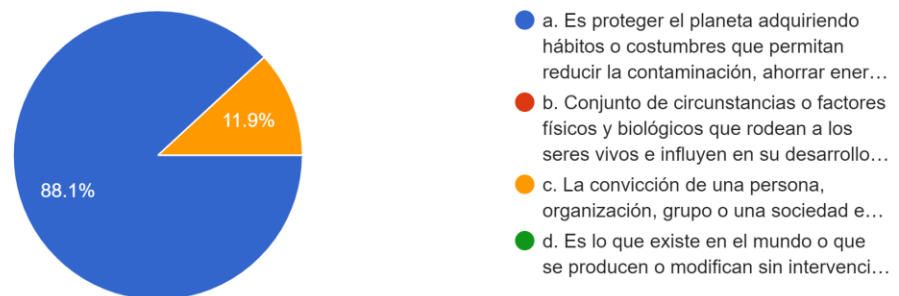 88.1%
11.9%
a. Es proteger el planeta adquiriendo
hábitos o costumbres que permitan
reducir la contaminación, ahorrar ener…
b. Conjunto de circunstancias o factores
físicos y biológicos que rodean a los
seres vivos e influyen en su desarrollo…
c. La convicción de una persona,
organización, grupo o una sociedad e…
d. Es lo que existe en el mundo o que
se producen o modifican sin intervenci…